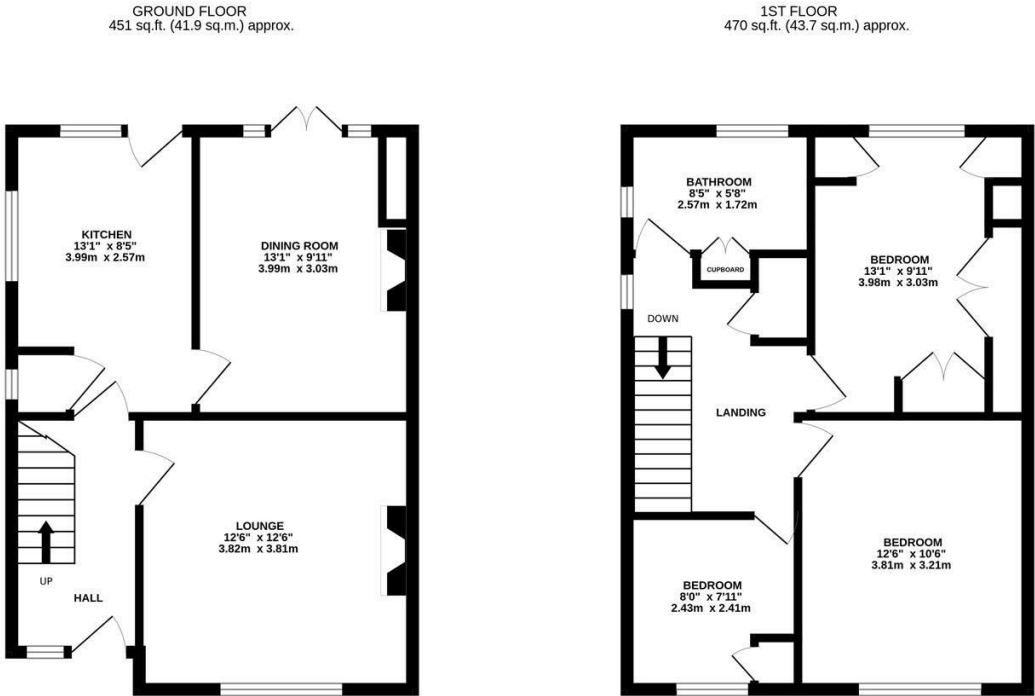 GROUND FLOOR
451 sq.ft. (41.9 sq.m.) approx.
KITCHEN
13'1" x 8'5"
3.99m x 2.57m
DINING ROOM
13'1" x 9'11"
3.99m x 3.03m
LOUNGE
12'6" x 12'6"
3.82m x 3.81m
UP
HALL
1ST FLOOR
470 sq.ft. (43.7 sq.m.) approx.
BATHROOM
8'5" x 5'8"
2.57m x 1.72m
CUPBOARD
BEDROOM
13'1" x 9'11"
3.98m x 3.03m
DOWN
LANDING
BEDROOM
12'6" x 10'6"
3.81m x 3.21m
BEDROOM
8'0" x 7'11"
2.43m x 2.41m